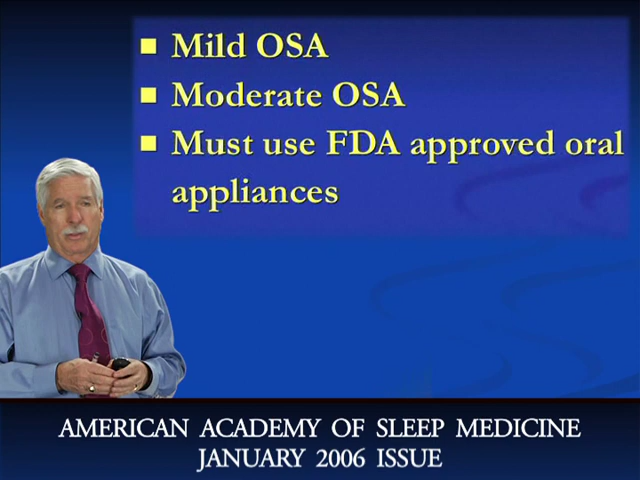 Mild OSA
Moderate OSA
Must use FDA approved oral
appliances
AMERICAN ACADEMY OF SLEEP MEDICINE
JANUARY 2006 ISSUE